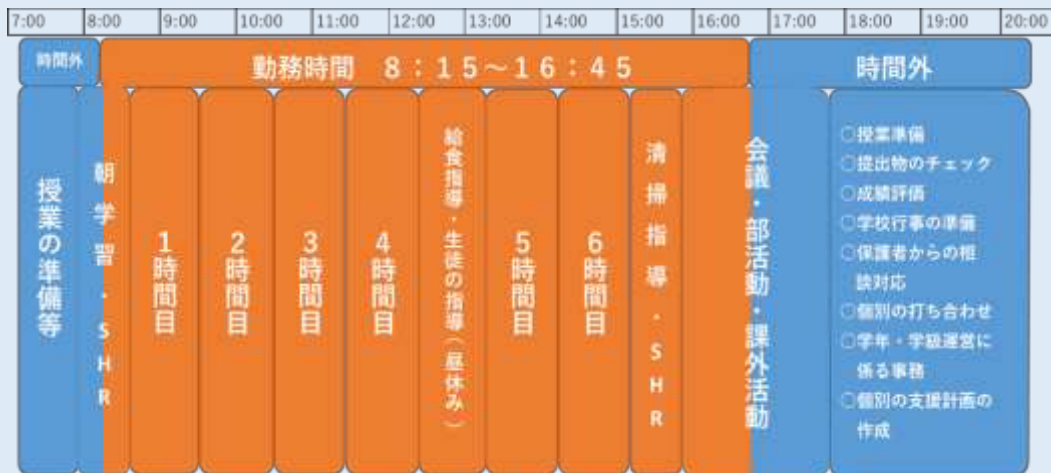 7:00 8:00 9:00 10:00 11:00 12:00 13:00 14:00 15:00 16:00 17:00 18:00 19:00 20:00
時間外 勤務時間 8:15～16:45 時間外
授業の準備等
朝学習・SHR
1時間目
2時間目
3時間目
4時間目
給食指導・生徒の指導(昼休み)
5時間目
6時間目
清掃指導・SHR
会議・部活動・課外活動
○授業準備
○提出物のチェック
○成績評価
○学校行事の準備
○保護者からの相
談対応
○個別の打ち合わせ
○学年・学級運営に
係る事務
○個別の支援計画の
作成